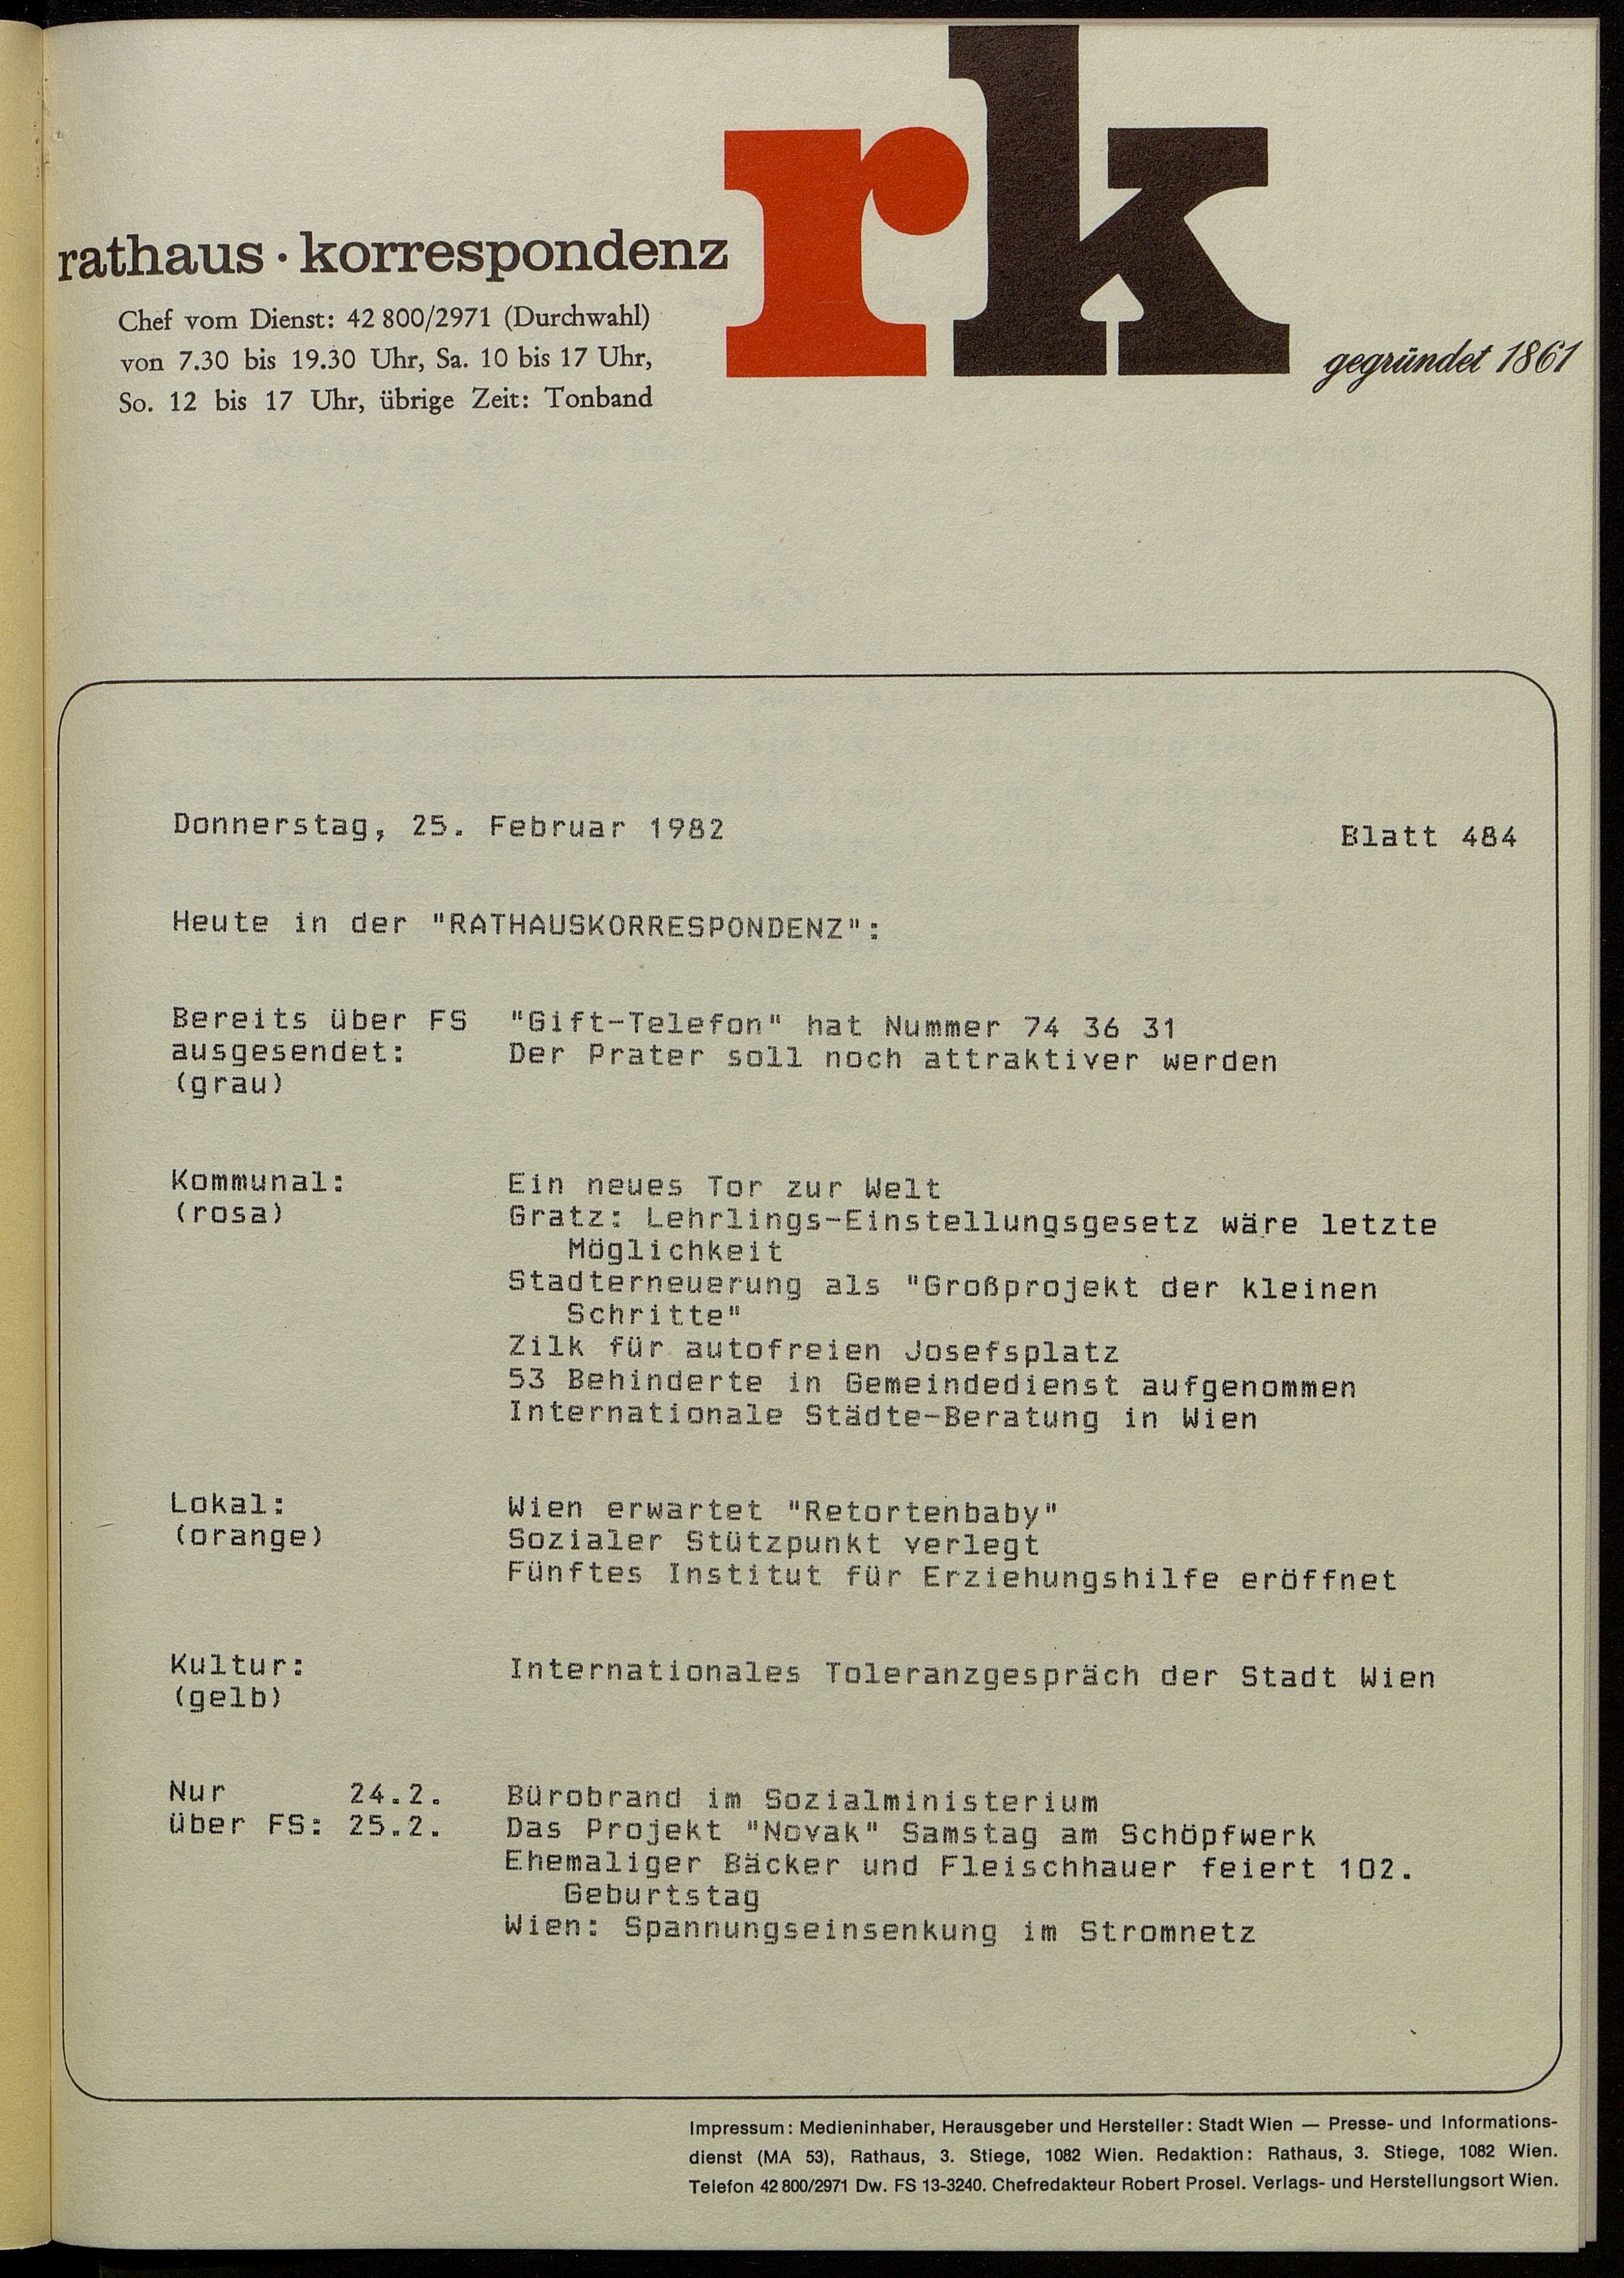 rk
rathaus · korrespondenz
Chef vom Dienst: 42 800/2971 (Durchwahl)
von 7.30 bis 19.30 Uhr, Sa. 10 bis 17 Uhr,
So. 12 bis 17 Uhr, übrige Zeit: Tonband
gegründet 1861
Donnerstag, 25. Februar 1982 Blatt 484
Heute in der "RATHAUSKORRESPONDENZ":
Bereits über FS "Gift-Telefon" hat Nummer 74 36 31
ausgesendet: Der Prater soll noch attraktiver werden
(grau)
Kommunal: Ein neues Tor zur Welt
(rosa) Gratz: Lehrlings-Einstellungsgesetz wäre letzte
Möglichkeit
Stadterneuerung als "Großprojekt der kleinen
Schritte"
Zilk für autofreien Josefsplatz
53 Behinderte in Gemeindedienst aufgenommen
Internationale Städte-Beratung in Wien
Lokal: Wien erwartet "Retortenbaby"
(orange) Sozialer Stützpunkt verlegt
Fünftes Institut für Erziehungshilfe eröffnet
Kultur: Internationales Toleranzgespräch der Stadt Wien
(gelb)
Nur 24.2. Bürobrand im Sozialministerium
über FS: 25.2. Das Projekt "Novak" Samstag am Schöpfwerk
Ehemaliger Bäcker und Fleischhauer feiert 102.
Geburtstag
Wien: Spannungseinsenkung im Stromnetz
Impressum: Medieninhaber, Herausgeber und Hersteller: Stadt Wien — Presse- und Informations-
dienst (MA 53), Rathaus, 3. Stiege, 1082 Wien. Redaktion: Rathaus, 3. Stiege, 1082 Wien.
Telefon 42 800/2971 Dw. FS 13-3240. Chefredakteur Robert Prosel. Verlags- und Herstellungsort Wien.